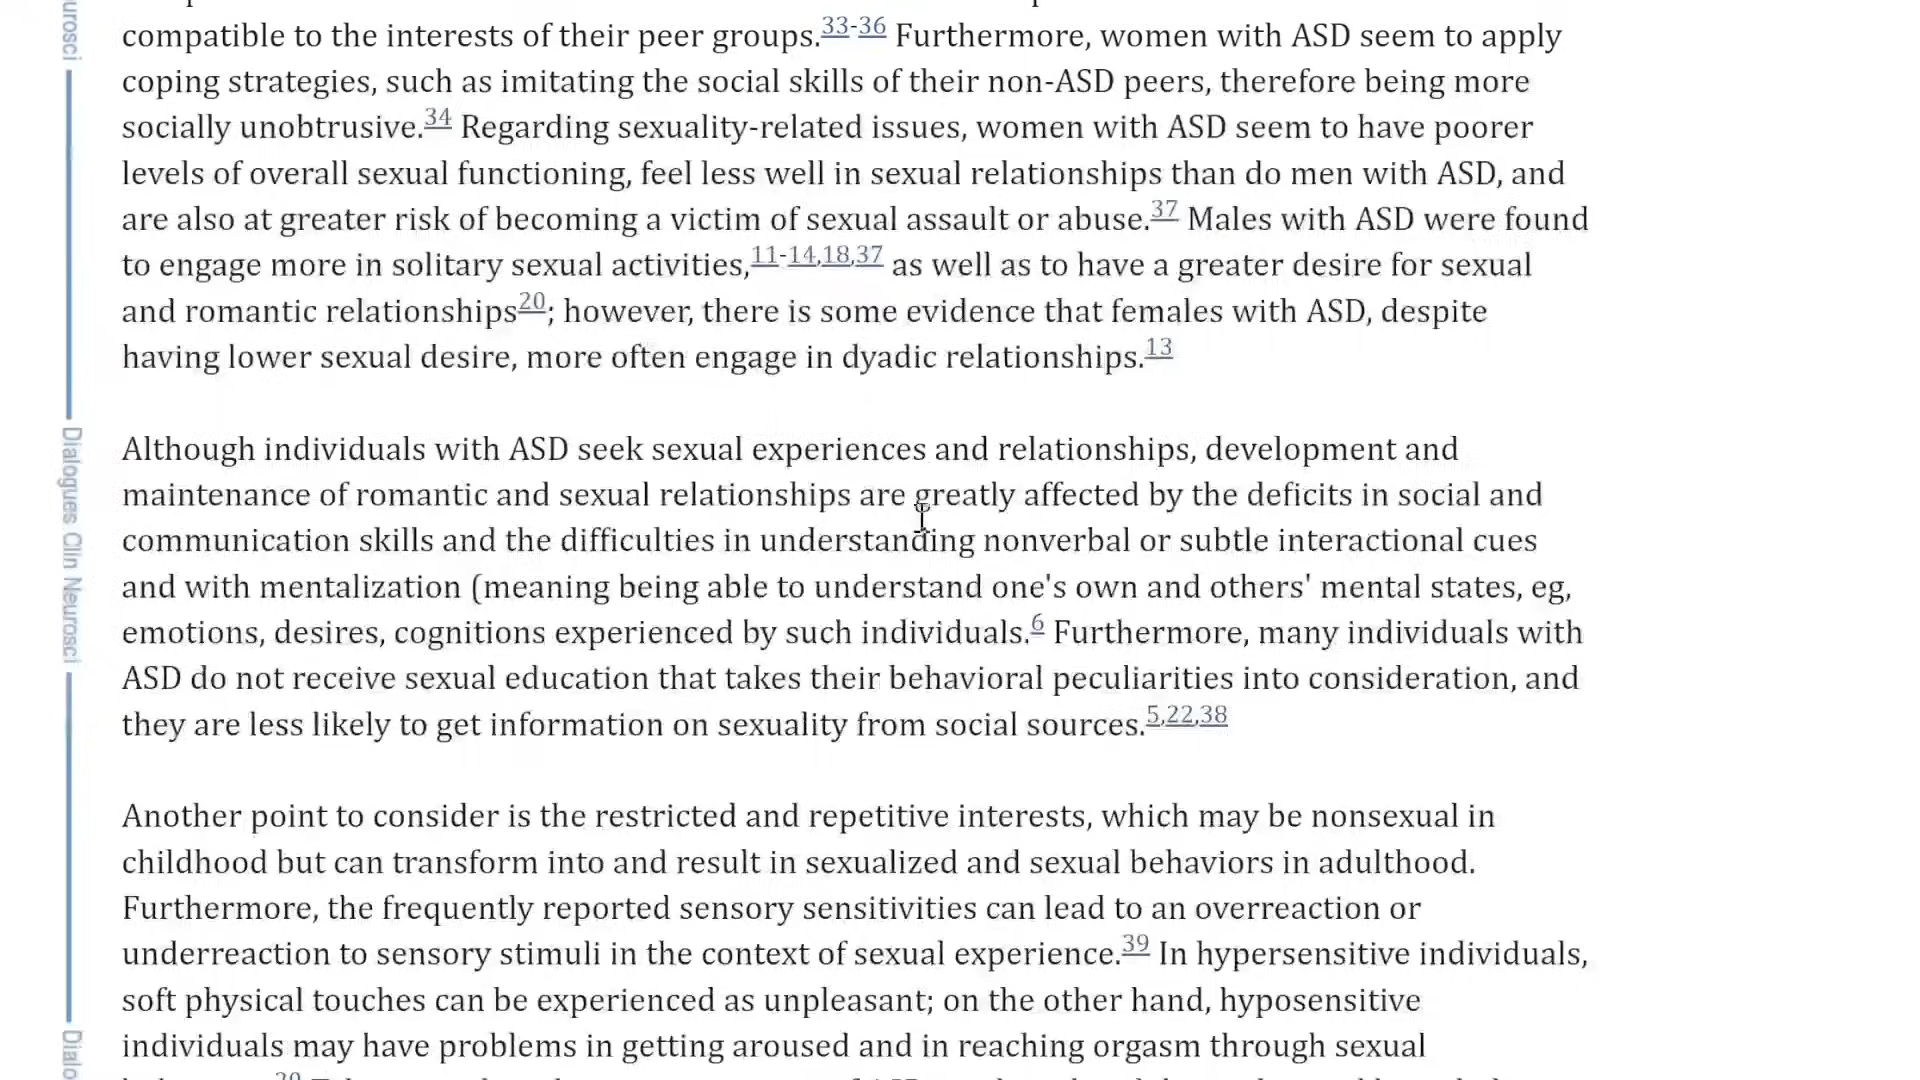 compatible to the interests of their peer groups.33-36 Furthermore, women with ASD seem to apply
coping strategies, such as imitating the social skills of their non-ASD peers, therefore being more
socially unobtrusive.34 Regarding sexuality-related issues, women with ASD seem to have poorer
levels of overall sexual functioning, feel less well in sexual relationships than do men with ASD, and
are also at greater risk of becoming a victim of sexual assault or abuse.37 Males with ASD were found
to engage more in solitary sexual activities,11-14,18,37 as well as to have a greater desire for sexual
and romantic relationships20; however, there is some evidence that females with ASD, despite
having lower sexual desire, more often engage in dyadic relationships.13
Although individuals with ASD seek sexual experiences and relationships, development and
maintenance of romantic and sexual relationships are greatly affected by the deficits in social and
communication skills and the difficulties in understanding nonverbal or subtle interactional cues
and with mentalization (meaning being able to understand one's own and others' mental states, eg,
emotions, desires, cognitions experienced by such individuals.6 Furthermore, many individuals with
ASD do not receive sexual education that takes their behavioral peculiarities into consideration, and
they are less likely to get information on sexuality from social sources.5,22,38
Another point to consider is the restricted and repetitive interests, which may be nonsexual in
childhood but can transform into and result in sexualized and sexual behaviors in adulthood.
Furthermore, the frequently reported sensory sensitivities can lead to an overreaction or
underreaction to sensory stimuli in the context of sexual experience.39 In hypersensitive individuals,
soft physical touches can be experienced as unpleasant; on the other hand, hyposensitive
individuals may have problems in getting aroused and in reaching orgasm through sexual
urosci
Dialogues Clin Neurosci
Dialo